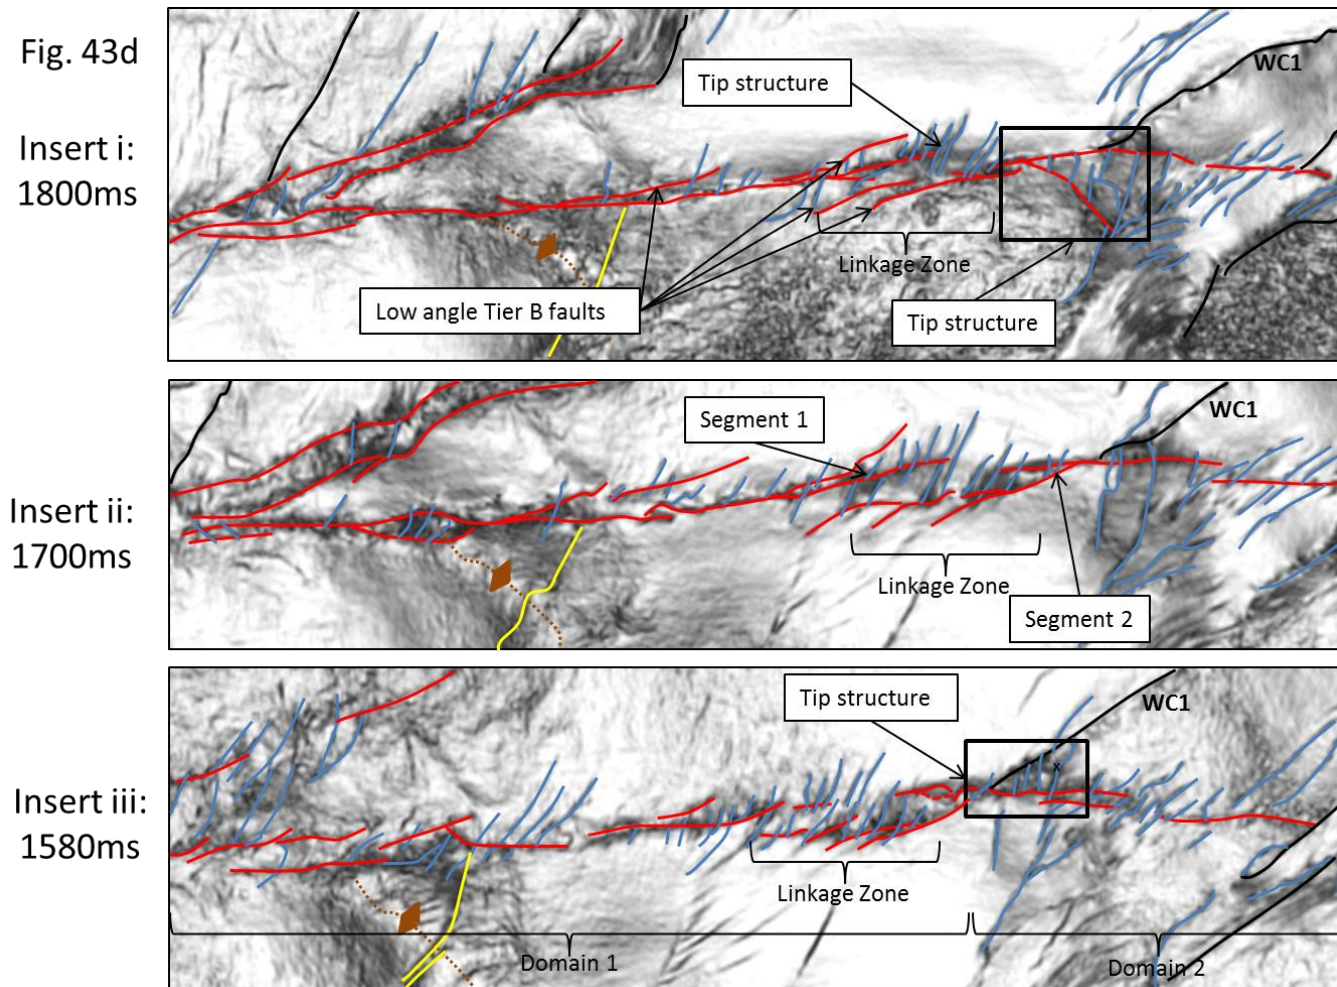 Fig. 43d
Insert i:
1800ms
WC1
Tip structure
Linkage Zone
Low angle Tier B faults
Tip structure
Insert ii:
1700ms
WC1
Segment 1
Linkage Zone
Segment 2
Insert iii:
1580ms
Tip structure
WC1
x
Linkage Zone
Domain 1
Domain 2